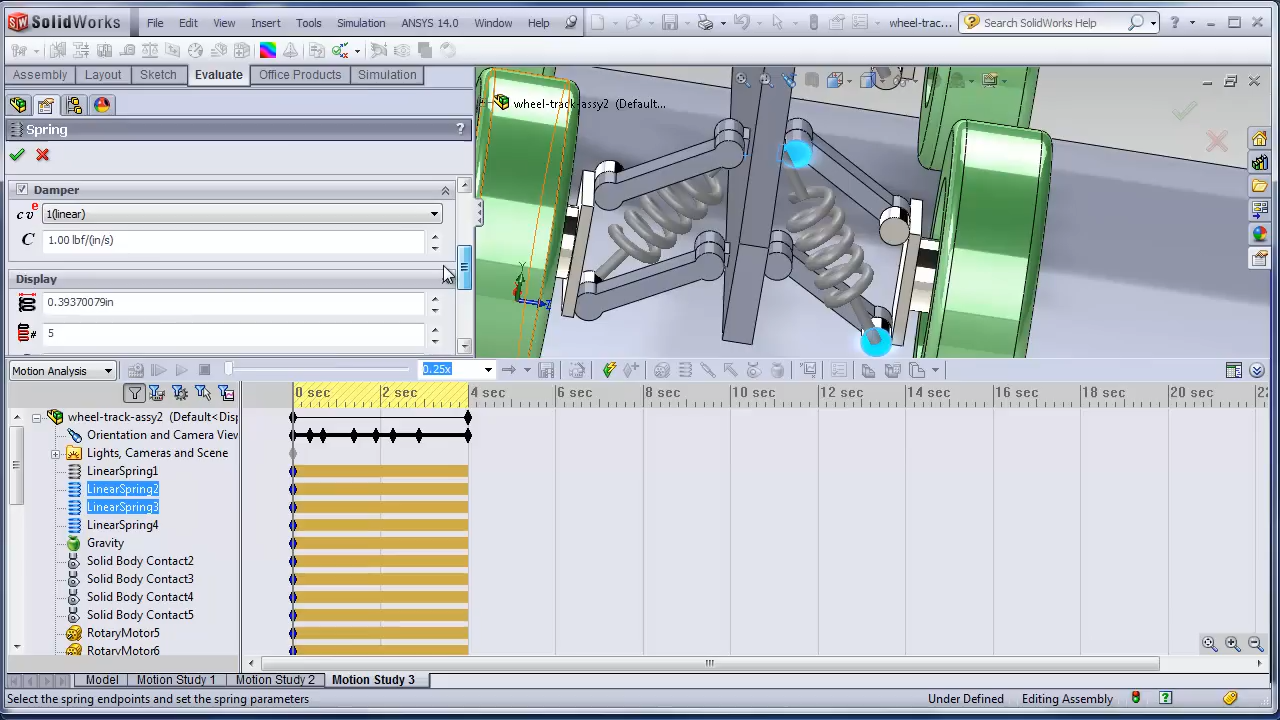 SolidWorks File Edit View Insert Tools Simulation ANSYS 14.0 Window Help wheel-trac... Search SolidWorks Help
Assembly Layout Sketch Evaluate Office Products Simulation
wheel-track-assy2 (Default...
Spring ?
Damper
cv e 1(linear)
C 1.00 lbf/(in/s)
Display
0.39370079in
# 5
Motion Analysis 0.25x
0 sec 2 sec 4 sec 6 sec 8 sec 10 sec 12 sec 14 sec 16 sec 18 sec 20 sec 22
wheel-track-assy2 (Default<Disp
Orientation and Camera View
Lights, Cameras and Scene
LinearSpring1
LinearSpring2
LinearSpring3
LinearSpring4
Gravity
Solid Body Contact2
Solid Body Contact3
Solid Body Contact4
Solid Body Contact5
RotaryMotor5
RotaryMotor6
Model Motion Study 1 Motion Study 2 Motion Study 3
Select the spring endpoints and set the spring parameters Under Defined Editing Assembly ?